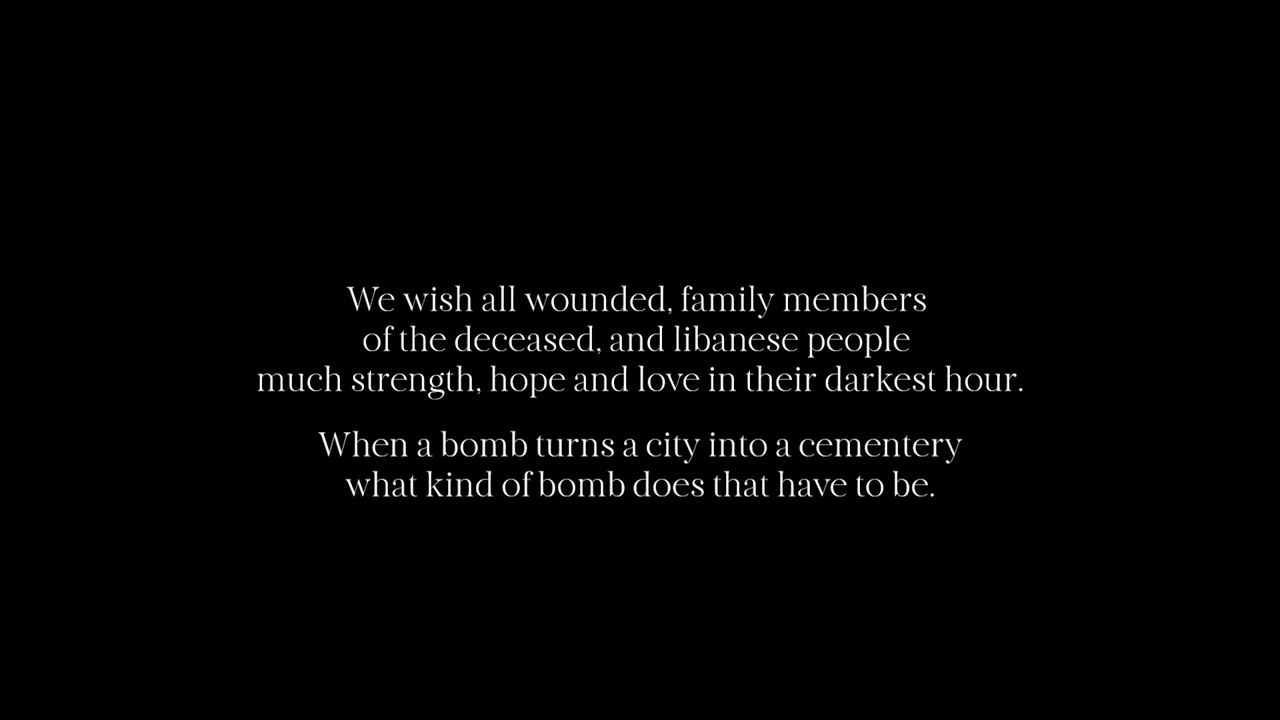 We wish all wounded, family members
of the deceased, and libanese people
much strength, hope and love in their darkest hour.
When a bomb turns a city into a cementery
what kind of bomb does that have to be.